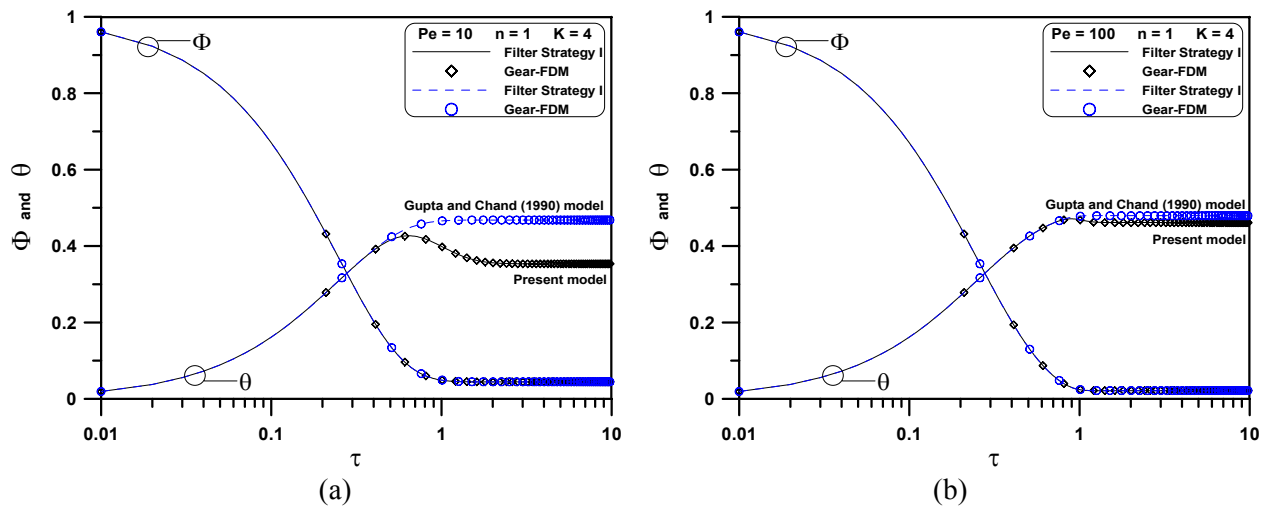 1
0.8
0.6
0.4
0.2
0
Φ and θ
Φ
Pe = 10 n = 1 K = 4
Filter Strategy I
Gear-FDM
Filter Strategy I
Gear-FDM
Gupta and Chand (1990) model
Present model
θ
0.01 0.1 1 10
τ
(a)
1
0.8
0.6
0.4
0.2
0
Φ and θ
Φ
Pe = 100 n = 1 K = 4
Filter Strategy I
Gear-FDM
Filter Strategy I
Gear-FDM
Gupta and Chand (1990) model
Present model
θ
0.01 0.1 1 10
τ
(b)